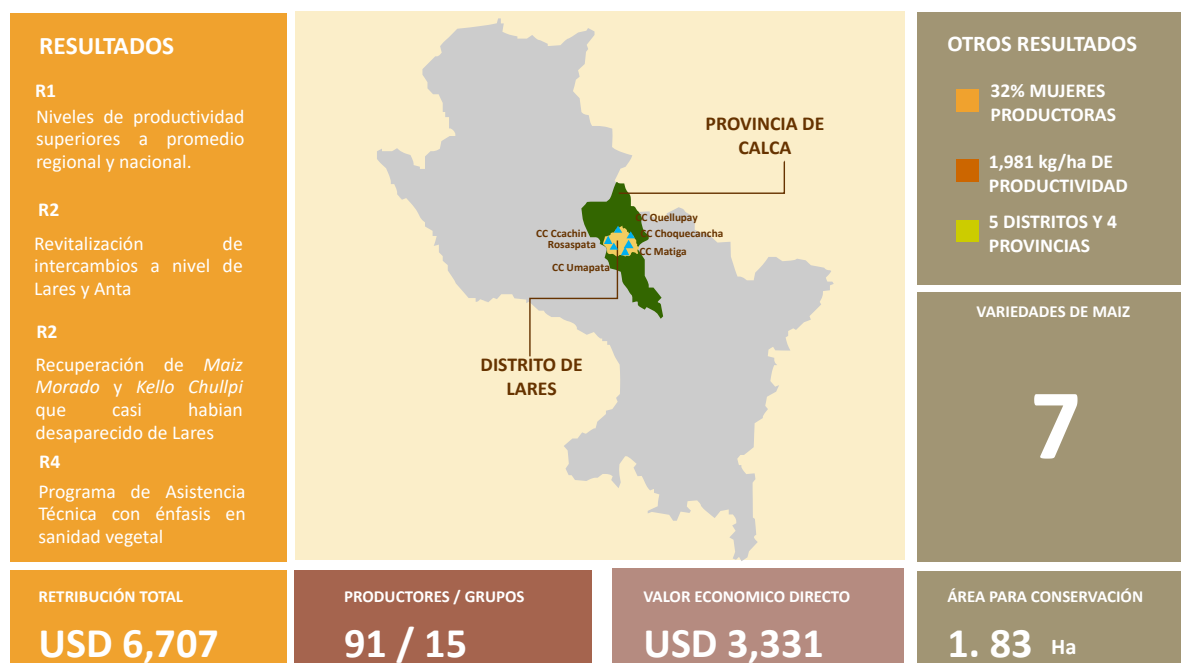 RESULTADOS
R1
Niveles de productividad
superiores a promedio
regional y nacional.
R2
Revitalización de
intercambios a nivel de
Lares y Anta
R2
Recuperación de Maiz
Morado y Kello Chullpi
que casi habian
desaparecido de Lares
R4
Programa de Asistencia
Técnica con énfasis en
sanidad vegetal
PROVINCIA DE
CALCA
CC Quellupay
CC Ccachin
CC Choquecancha
Rosaspata
CC Matiga
CC Umapata
DISTRITO DE
LARES
OTROS RESULTADOS
32% MUJERES
PRODUCTORAS
1,981 kg/ha DE
PRODUCTIVIDAD
5 DISTRITOS Y 4
PROVINCIAS
VARIEDADES DE MAIZ
7
RETRIBUCIÓN TOTAL
USD 6,707
PRODUCTORES / GRUPOS
91 / 15
VALOR ECONOMICO DIRECTO
USD 3,331
ÁREA PARA CONSERVACIÓN
1. 83 Ha